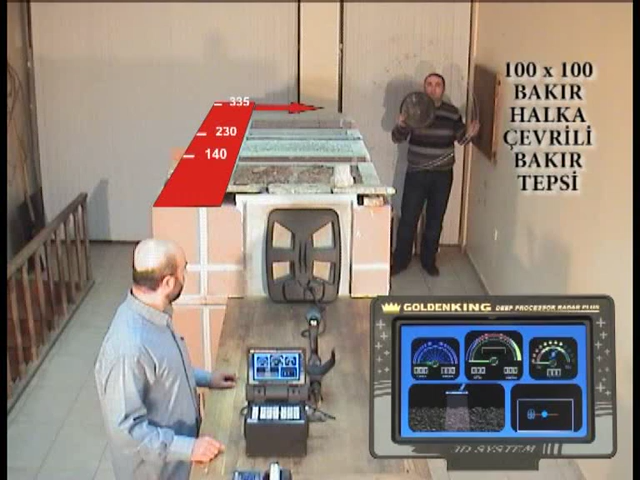 100 x 100
BAKIR
HALKA
ÇEVRİLİ
BAKIR
TEPSİ
335
230
140
GOLDENKING DEEP PROCESSOR RADAR PLUS
3D SYSTEM